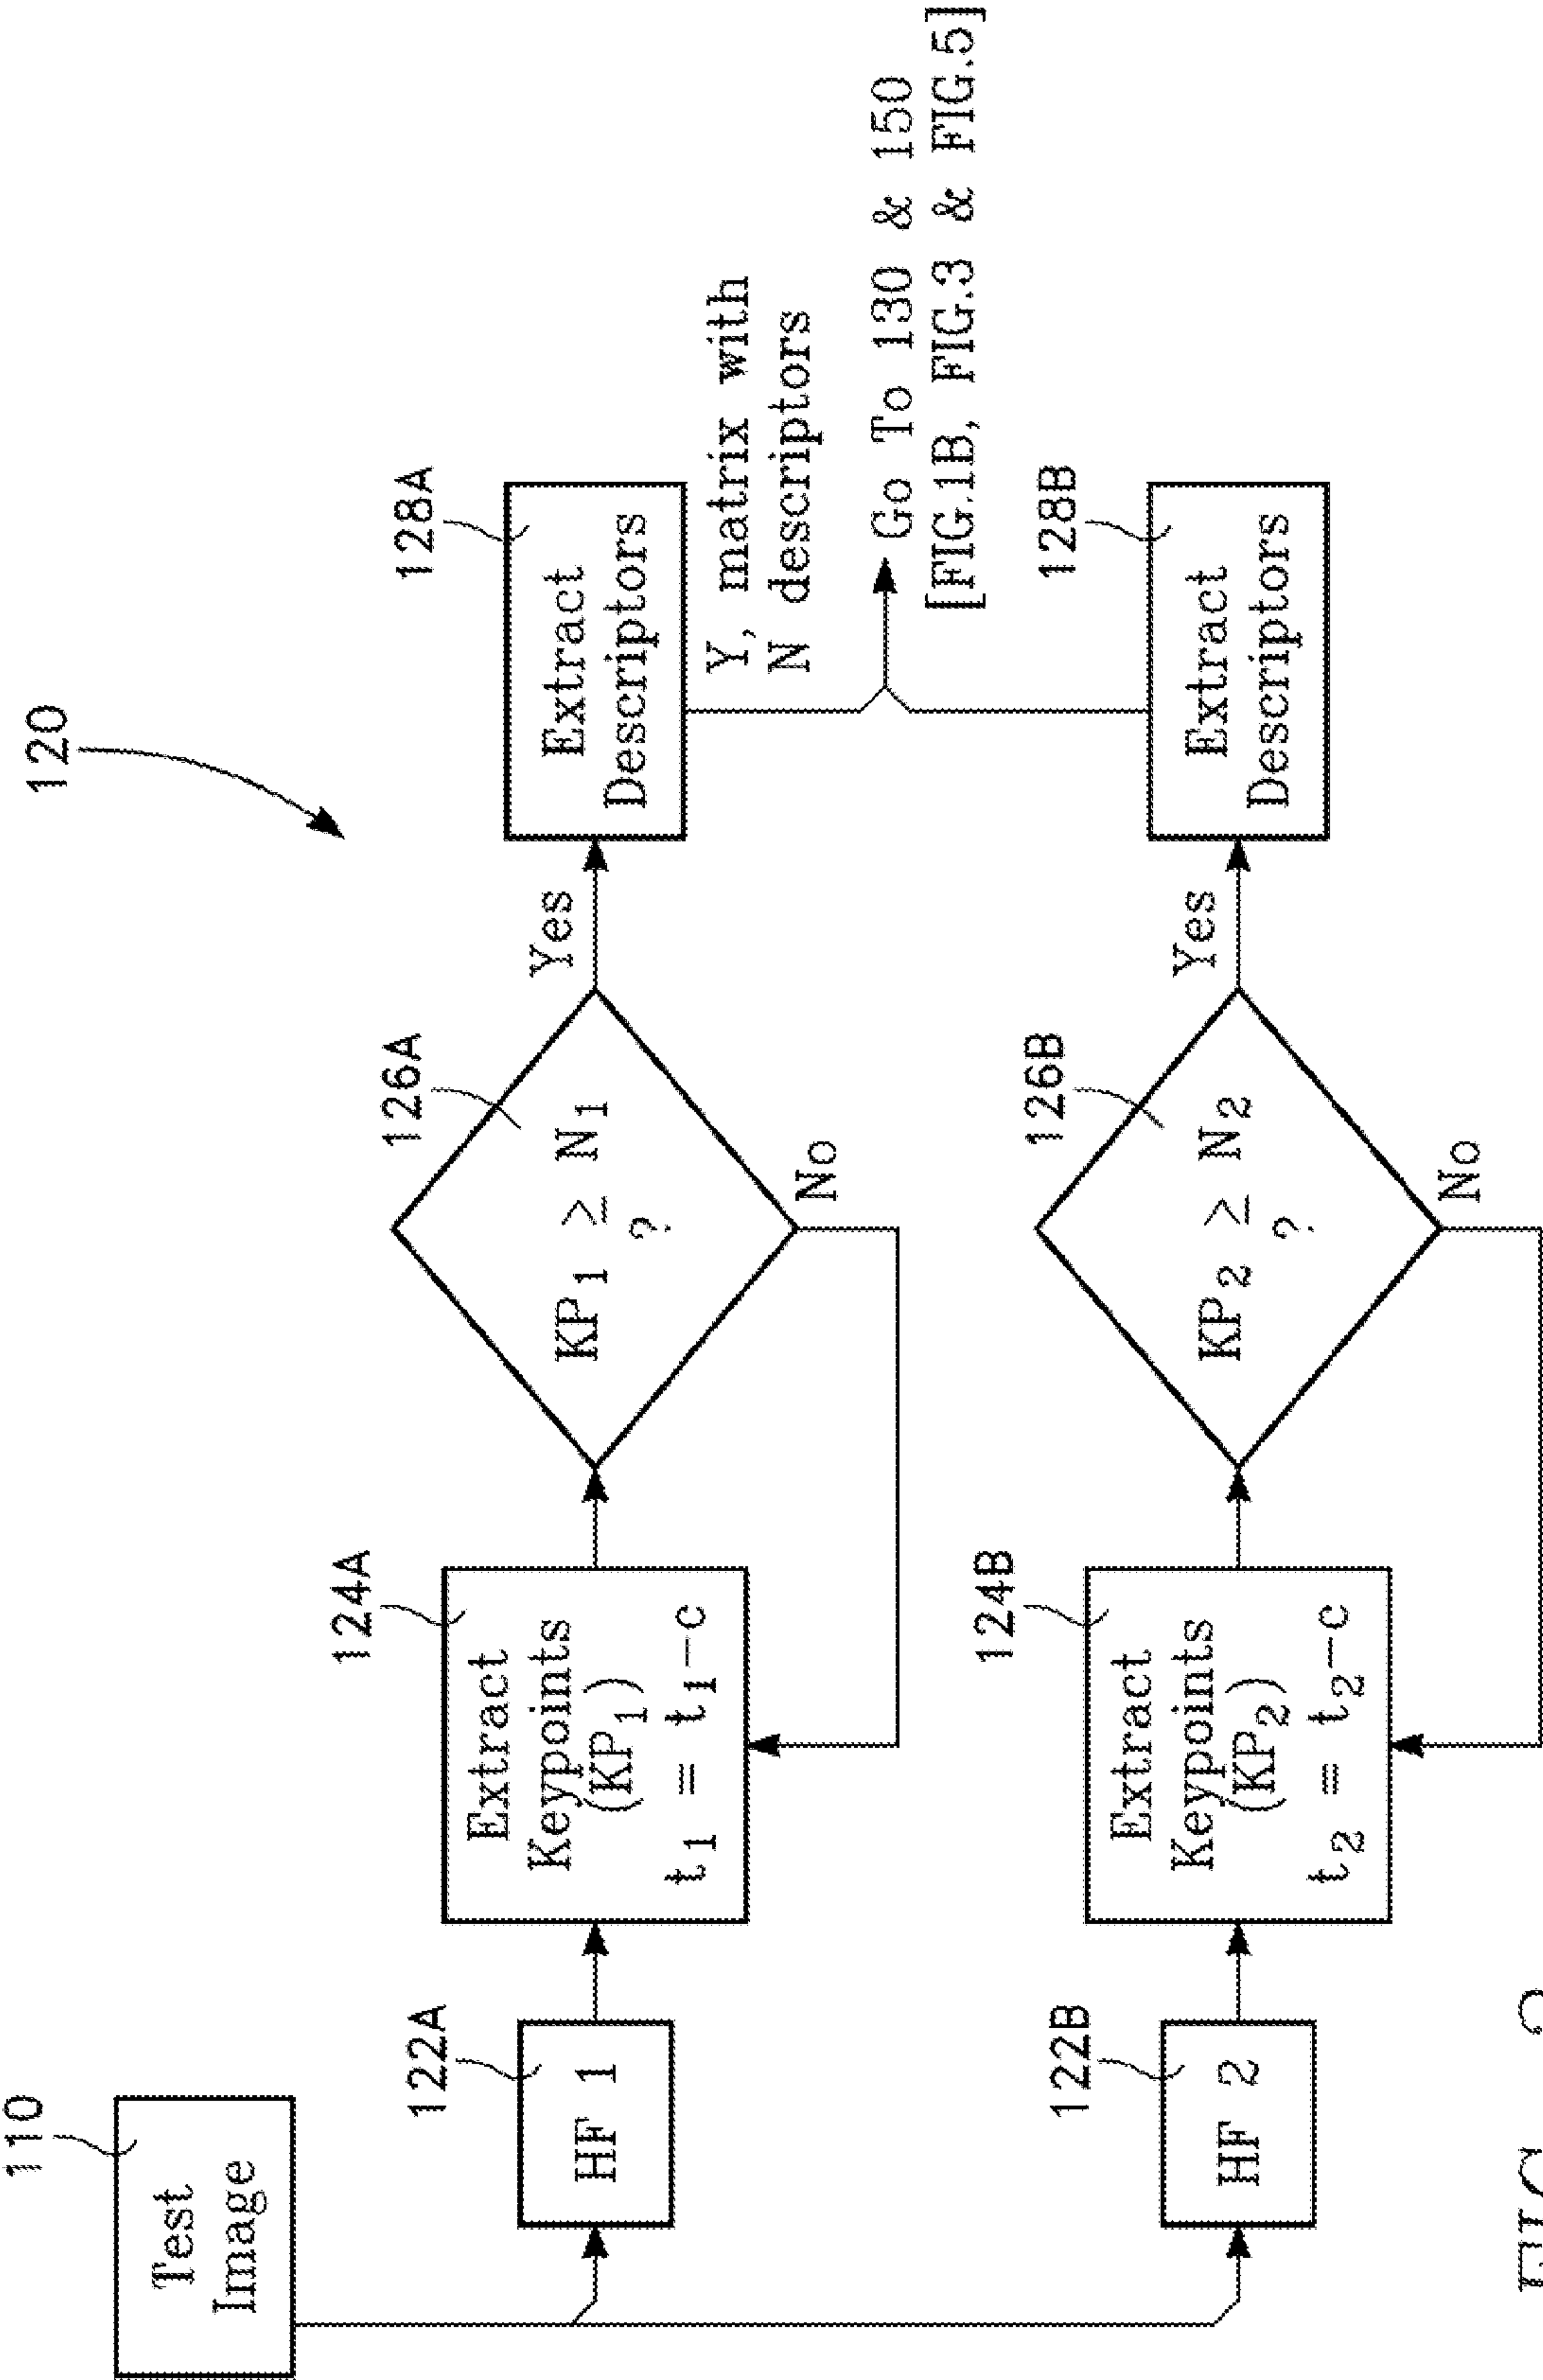 120
110
Test
Image
122A
HF 1
124A
Extract
Keypoints
(KP1)
t1 = t1-c
126A
KP1 ≥ N1
?
Yes
No
128A
Extract
Descriptors
Y, matrix with
N descriptors
Go To 130 & 150
[FIG.1B, FIG.3 & FIG.5]
122B
HF 2
124B
Extract
Keypoints
(KP2)
t2 = t2-c
126B
KP2 ≥ N2
?
Yes
No
128B
Extract
Descriptors